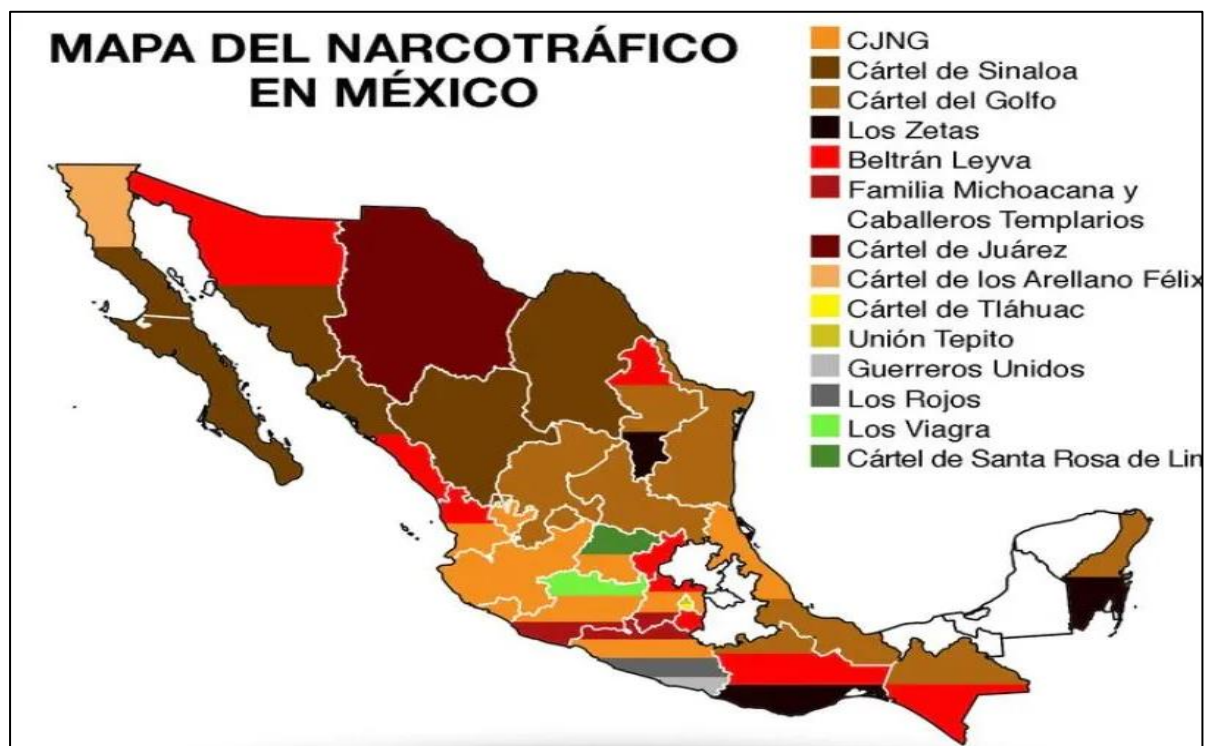 MAPA DEL NARCOTRÁFICO
EN MÉXICO
CJNG
Cártel de Sinaloa
Cártel del Golfo
Los Zetas
Beltrán Leyva
Familia Michoacana y
Caballeros Templarios
Cártel de Juárez
Cártel de los Arellano Félix
Cártel de Tláhuac
Unión Tepito
Guerreros Unidos
Los Rojos
Los Viagra
Cártel de Santa Rosa de Lin